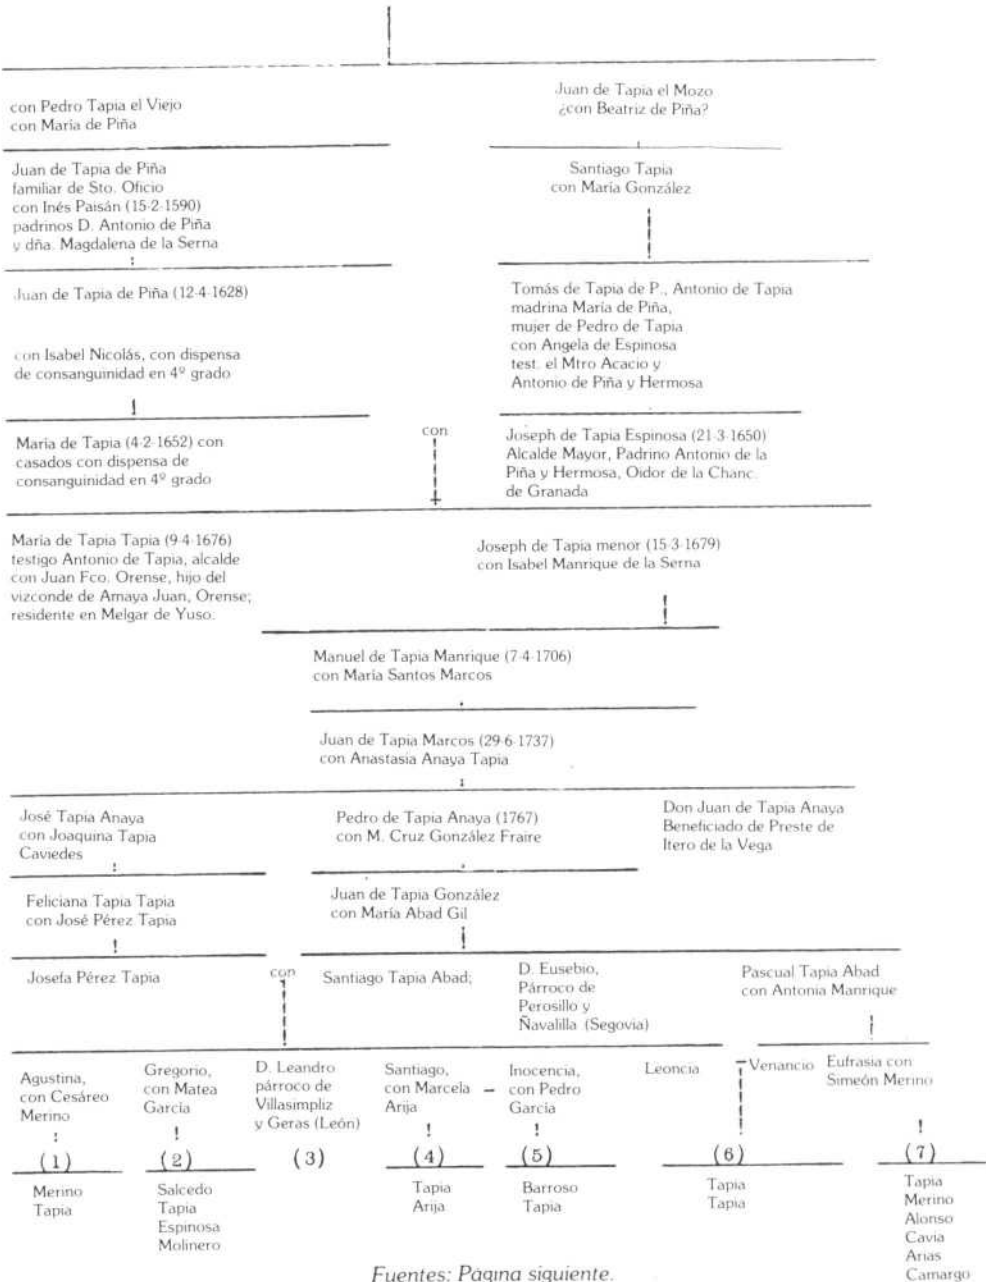 con Pedro Tapia el Viejo
con María de Piña
Juan de Tapia el Mozo
¿con Beatriz de Piña?
Juan de Tapia de Piña
familiar de Sto. Oficio
con Inés Paisán (15-2-1590)
padrinos D. Antonio de Piña
y dña. Magdalena de la Serna
Santiago Tapia
con María González
Juan de Tapia de Piña (12-4-1628)
con Isabel Nicolás, con dispensa
de consanguinidad en 4º grado
Tomás de Tapia de P., Antonio de Tapia
madrina María de Piña,
mujer de Pedro de Tapia
con Angela de Espinosa
test. el Mtro Acacio y
Antonio de Piña y Hermosa
María de Tapia (4-2-1652) con
casados con dispensa de
consanguinidad en 4º grado
con
Joseph de Tapia Espinosa (21-3-1650)
Alcalde Mayor, Padrino Antonio de la
Piña y Hermosa, Oidor de la Chanc.
de Granada
María de Tapia Tapia (9-4-1676)
testigo Antonio de Tapia, alcalde
con Juan Fco. Orense, hijo del
vizconde de Amaya Juan, Orense;
residente en Melgar de Yuso.
Joseph de Tapia menor (15-3-1679)
con Isabel Manrique de la Serna
Manuel de Tapia Manrique (7-4-1706)
con María Santos Marcos
Juan de Tapia Marcos (29-6-1737)
con Anastasia Anaya Tapia
José Tapia Anaya
con Joaquina Tapia
Caviedes
Pedro de Tapia Anaya (1767)
con M. Cruz González Fraire
Don Juan de Tapia Anaya
Beneficiado de Preste de
Itero de la Vega
Feliciana Tapia Tapia
con José Pérez Tapia
Juan de Tapia González
con María Abad Gil
Josefa Pérez Tapia
con
Santiago Tapia Abad;
D. Eusebio,
Párroco de
Perosillo y
Ñavalilla (Segovia)
Pascual Tapia Abad
con Antonia Manrique
Agustina,
con Cesáreo
Merino
Gregorio,
con Matea
García
D. Leandro
párroco de
Villasimpliz
y Geras (León)
Santiago,
con Marcela
Arija
Inocencia,
con Pedro
García
Leoncia
Venancio
Eufrasia con
Simeón Merino
(1)
(2)
(3)
(4)
(5)
(6)
(7)
Merino
Tapia
Salcedo
Tapia
Espinosa
Molinero
Tapia
Arija
Barroso
Tapia
Tapia
Tapia
Tapia
Merino
Alonso
Cavia
Arias
Camargo
Fuentes: Página siguiente.